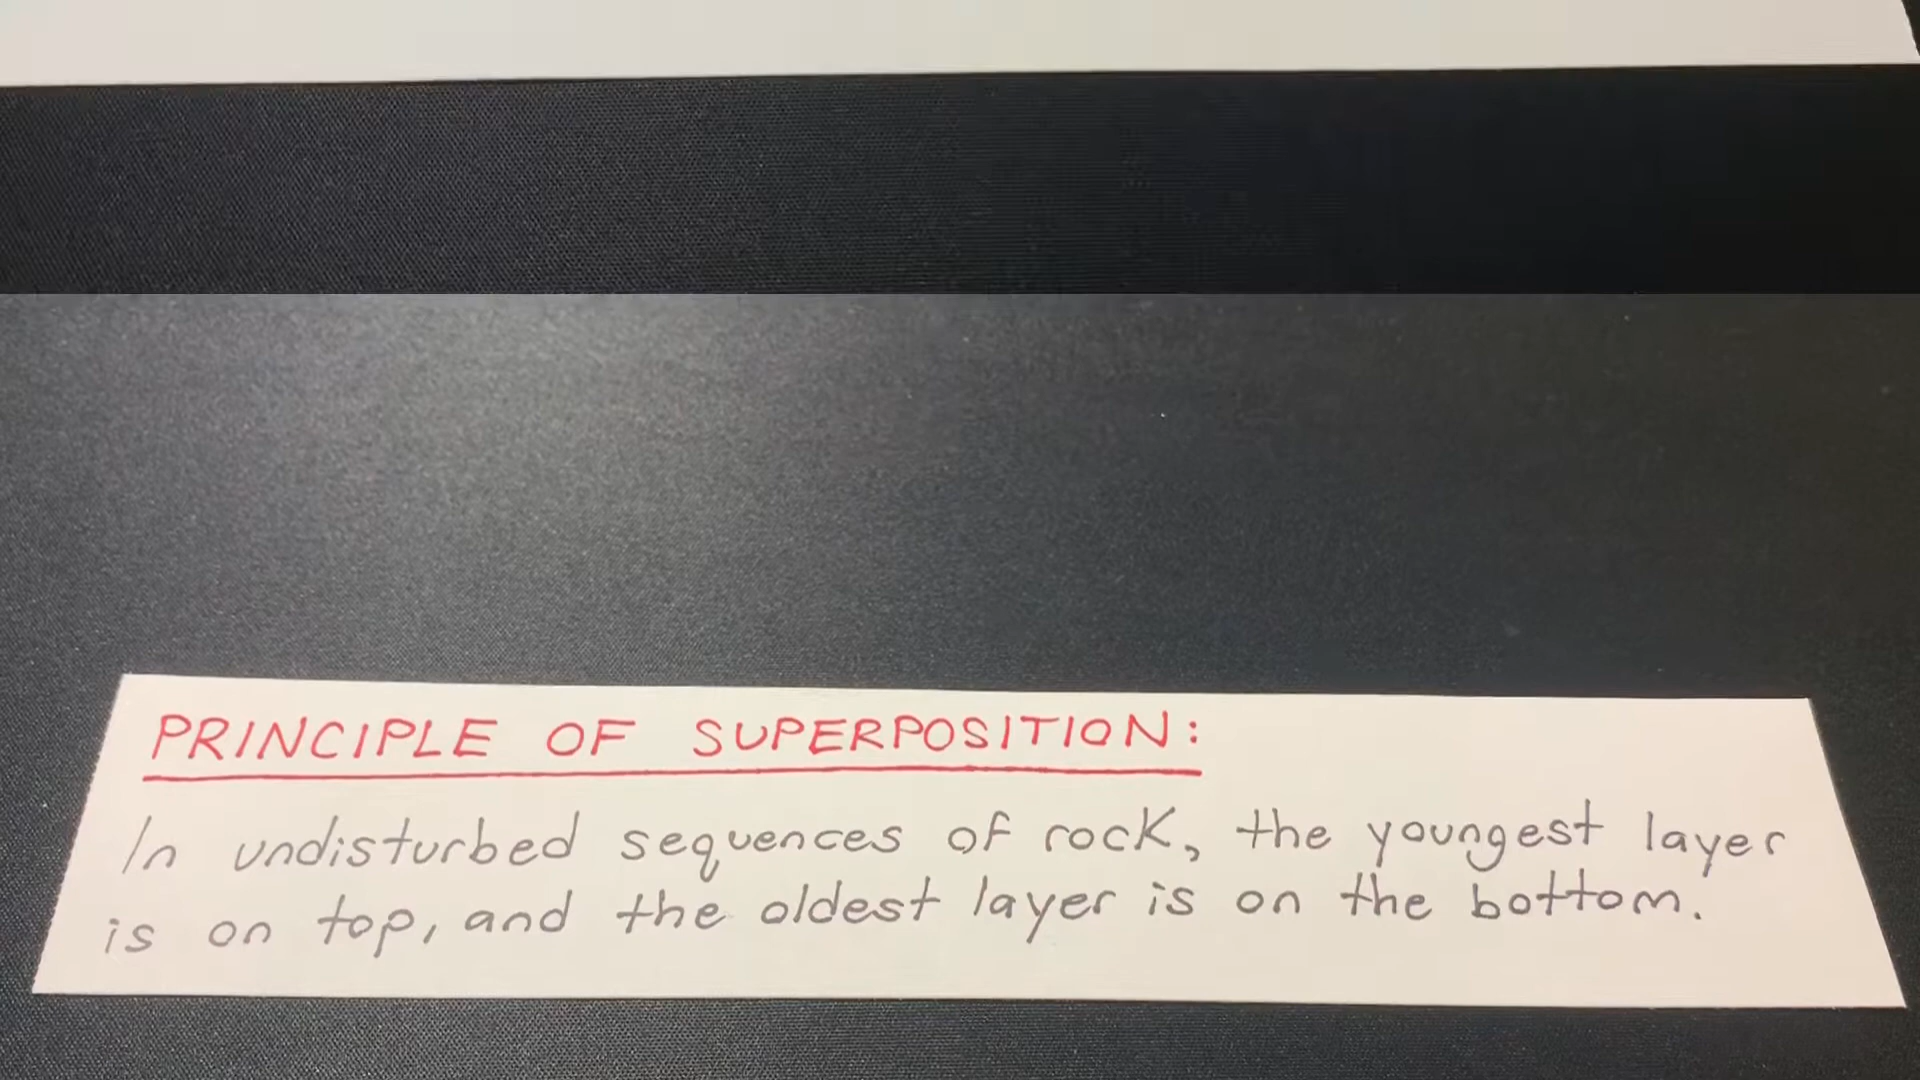 PRINCIPLE OF SUPERPOSITION:
In undisturbed sequences of rock, the youngest layer
is on top, and the oldest layer is on the bottom.